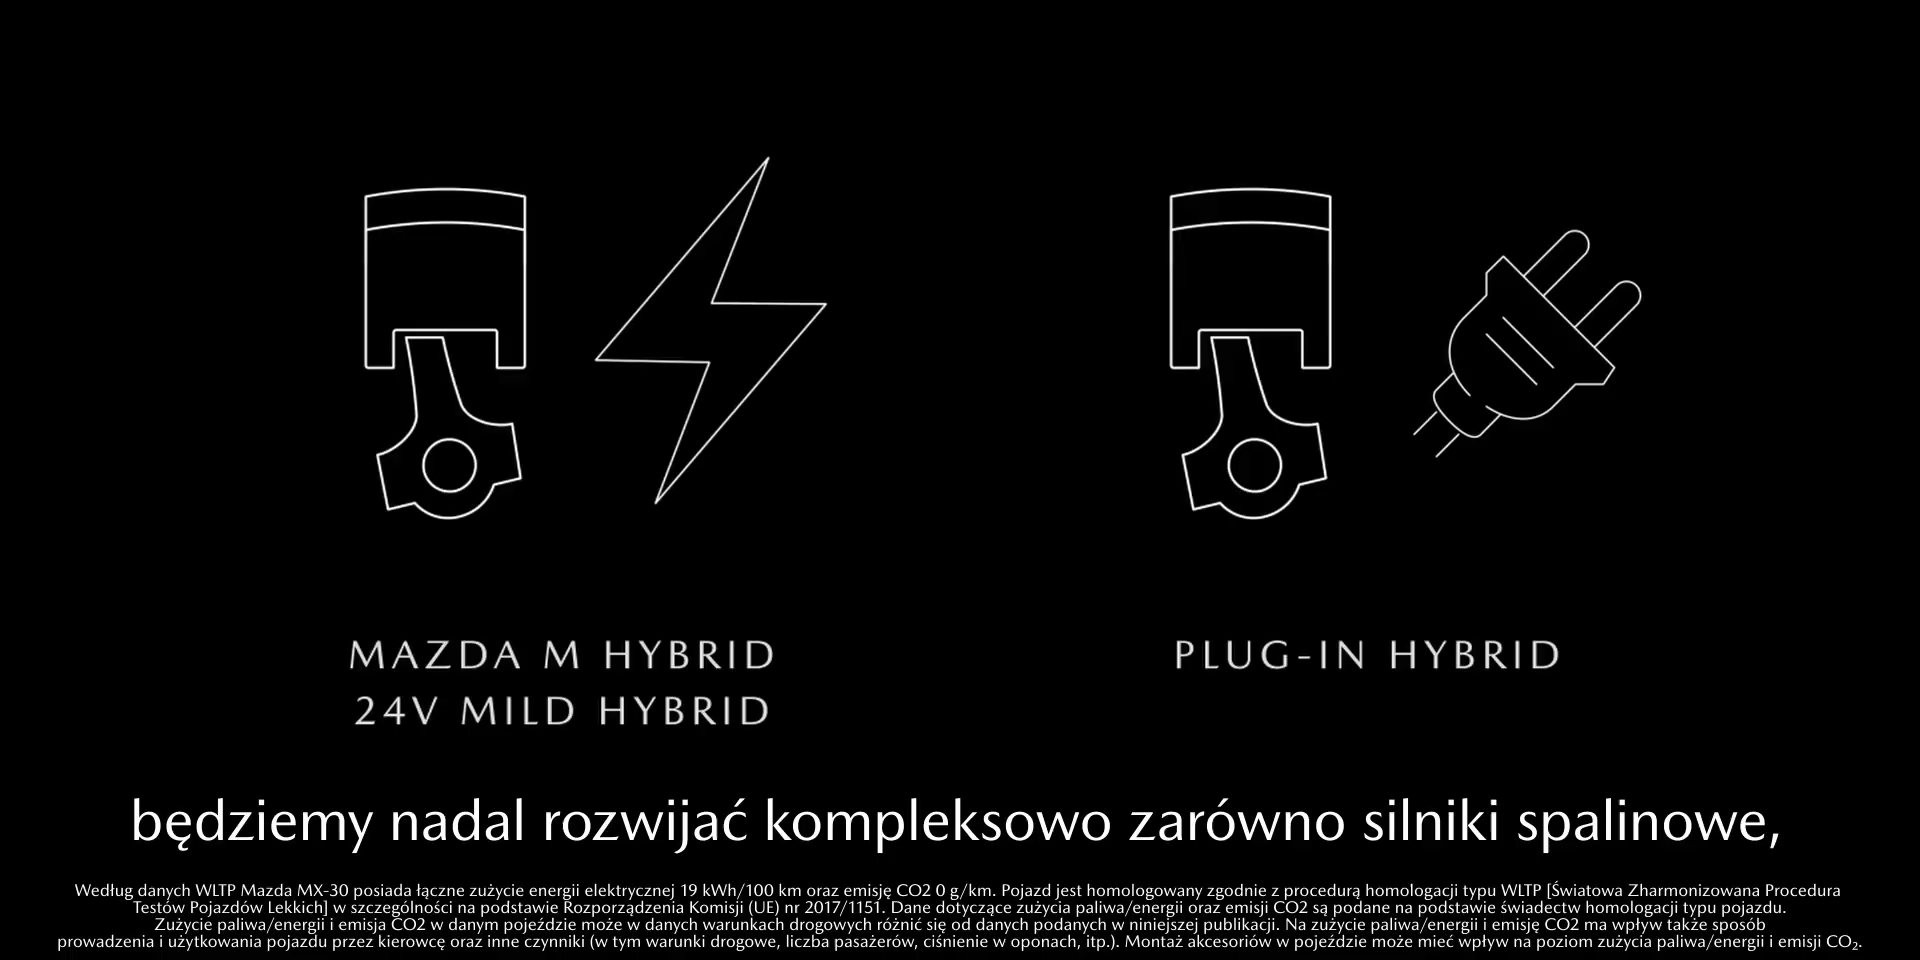 MAZDA M HYBRID
24V MILD HYBRID
PLUG-IN HYBRID
będziemy nadal rozwijać kompleksowo zarówno silniki spalinowe,
Według danych WLTP Mazda MX-30 posiada łączne zużycie energii elektrycznej 19 kWh/100 km oraz emisję CO2 0 g/km. Pojazd jest homologowany zgodnie z procedurą homologacji typu WLTP [Światowa Zharmonizowana Procedura
Testów Pojazdów Lekkich] w szczególności na podstawie Rozporządzenia Komisji (UE) nr 2017/1151. Dane dotyczące zużycia paliwa/energii oraz emisji CO2 są podane na podstawie świadectw homologacji typu pojazdu.
Zużycie paliwa/energii i emisja CO2 w danym pojeździe może w danych warunkach drogowych różnić się od danych podanych w niniejszej publikacji. Na zużycie paliwa/energii i emisję CO2 ma wpływ także sposób
prowadzenia i użytkowania pojazdu przez kierowcę oraz inne czynniki (w tym warunki drogowe, liczba pasażerów, ciśnienie w oponach, itp.). Montaż akcesoriów w pojeździe może mieć wpływ na poziom zużycia paliwa/energii i emisji CO₂.